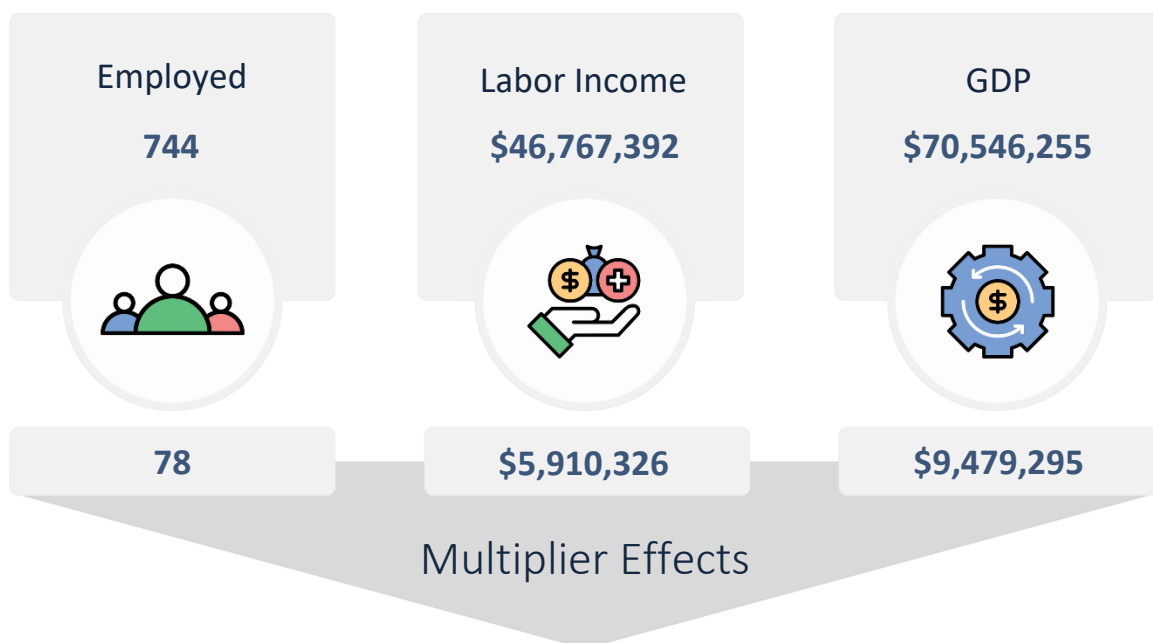 Employed
744
Labor Income
$46,767,392
GDP
$70,546,255
$
$
78
$5,910,326
$9,479,295
Multiplier Effects